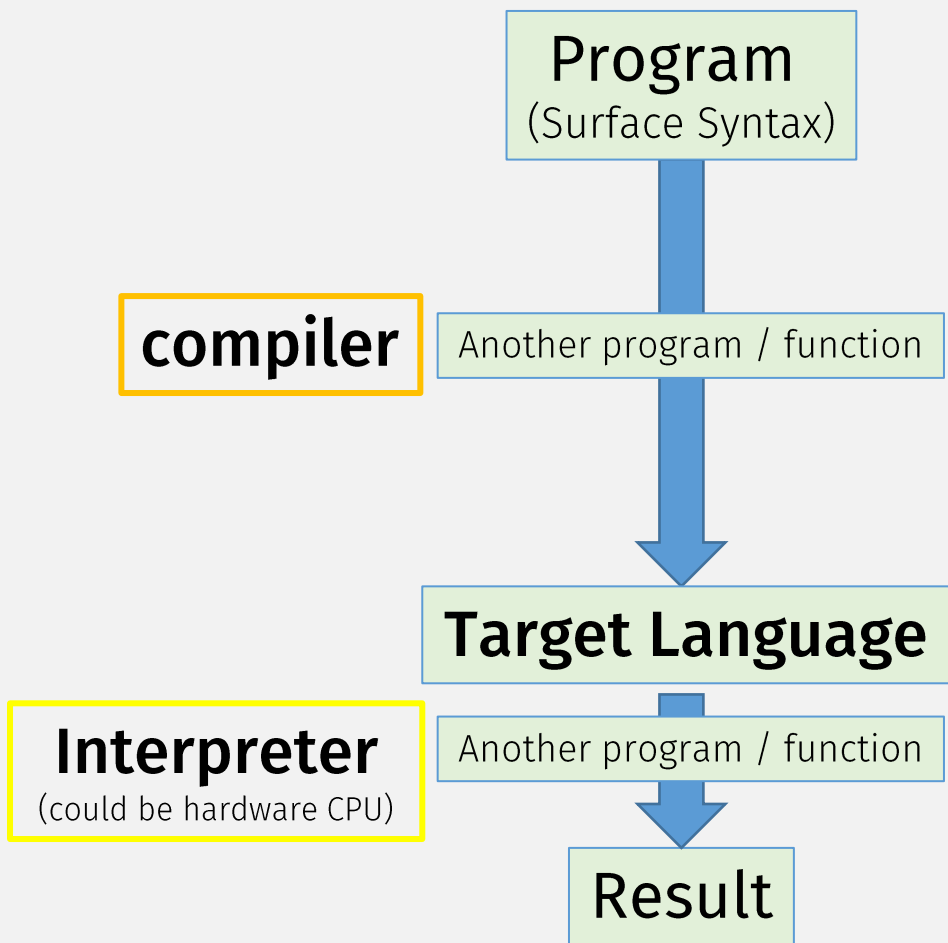 Program
(Surface Syntax)
compiler
Another program / function
Target Language
Interpreter
(could be hardware CPU)
Another program / function
Result